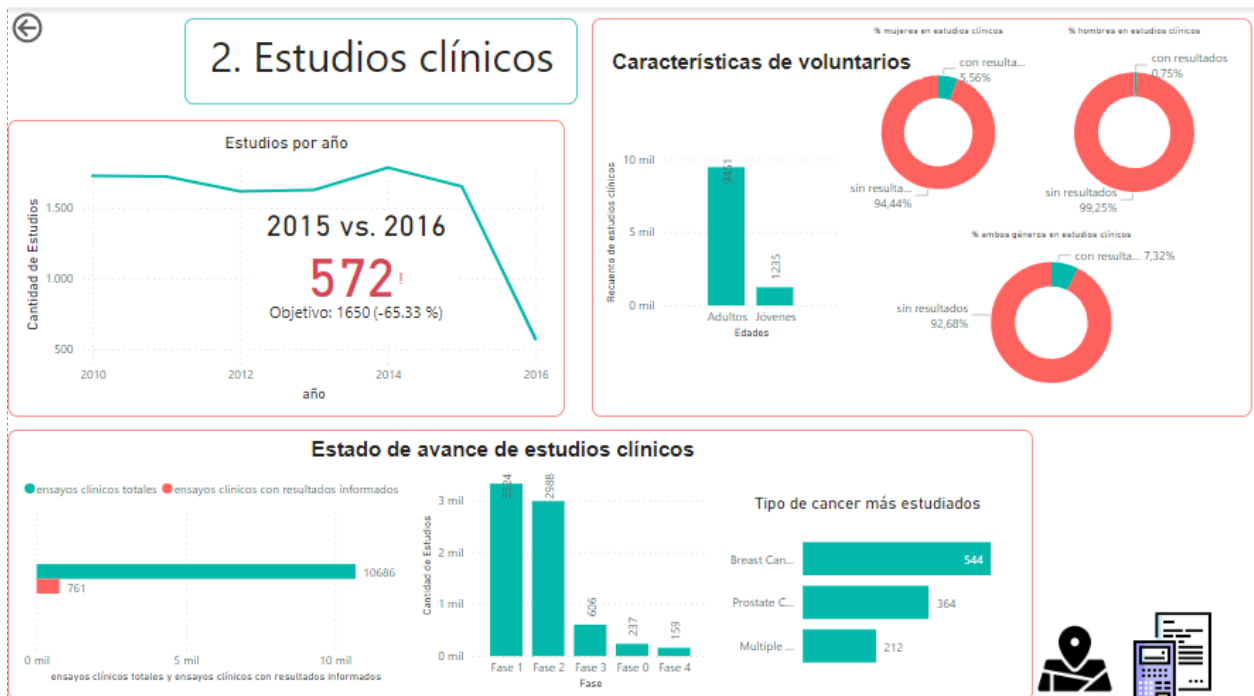 2. Estudios clínicos
Estudios por año
Cantidad de Estudios
1.500
1.000
500
2010
2012
2014
2016
año
2015 vs. 2016
572!
Objetivo: 1650 (-65.33 %)
Características de voluntarios
Recuento de estudios clínicos
10 mil
5 mil
0 mil
9451
1235
Adultos
Jóvenes
Edades
% mujeres en estudios clínicos
con resulta...
5,56%
sin resulta...
94,44%
% hombres en estudios clínicos
con resultados
0,75%
sin resultados
99,25%
% ambos géneros en estudios clínicos
con resulta... 7,32%
sin resultados
92,68%
Estado de avance de estudios clínicos
ensayos clinicos totales
ensayos clinicos con resultados informados
10686
761
0 mil
5 mil
10 mil
ensayos clínicos totales y ensayos clínicos con resultados informados
Cantidad de Estudios
3 mil
2 mil
1 mil
0 mil
3324
2988
606
237
159
Fase 1
Fase 2
Fase 3
Fase 0
Fase 4
Fase
Tipo de cancer más estudiados
Breast Can...
544
Prostate C...
364
Multiple ...
212